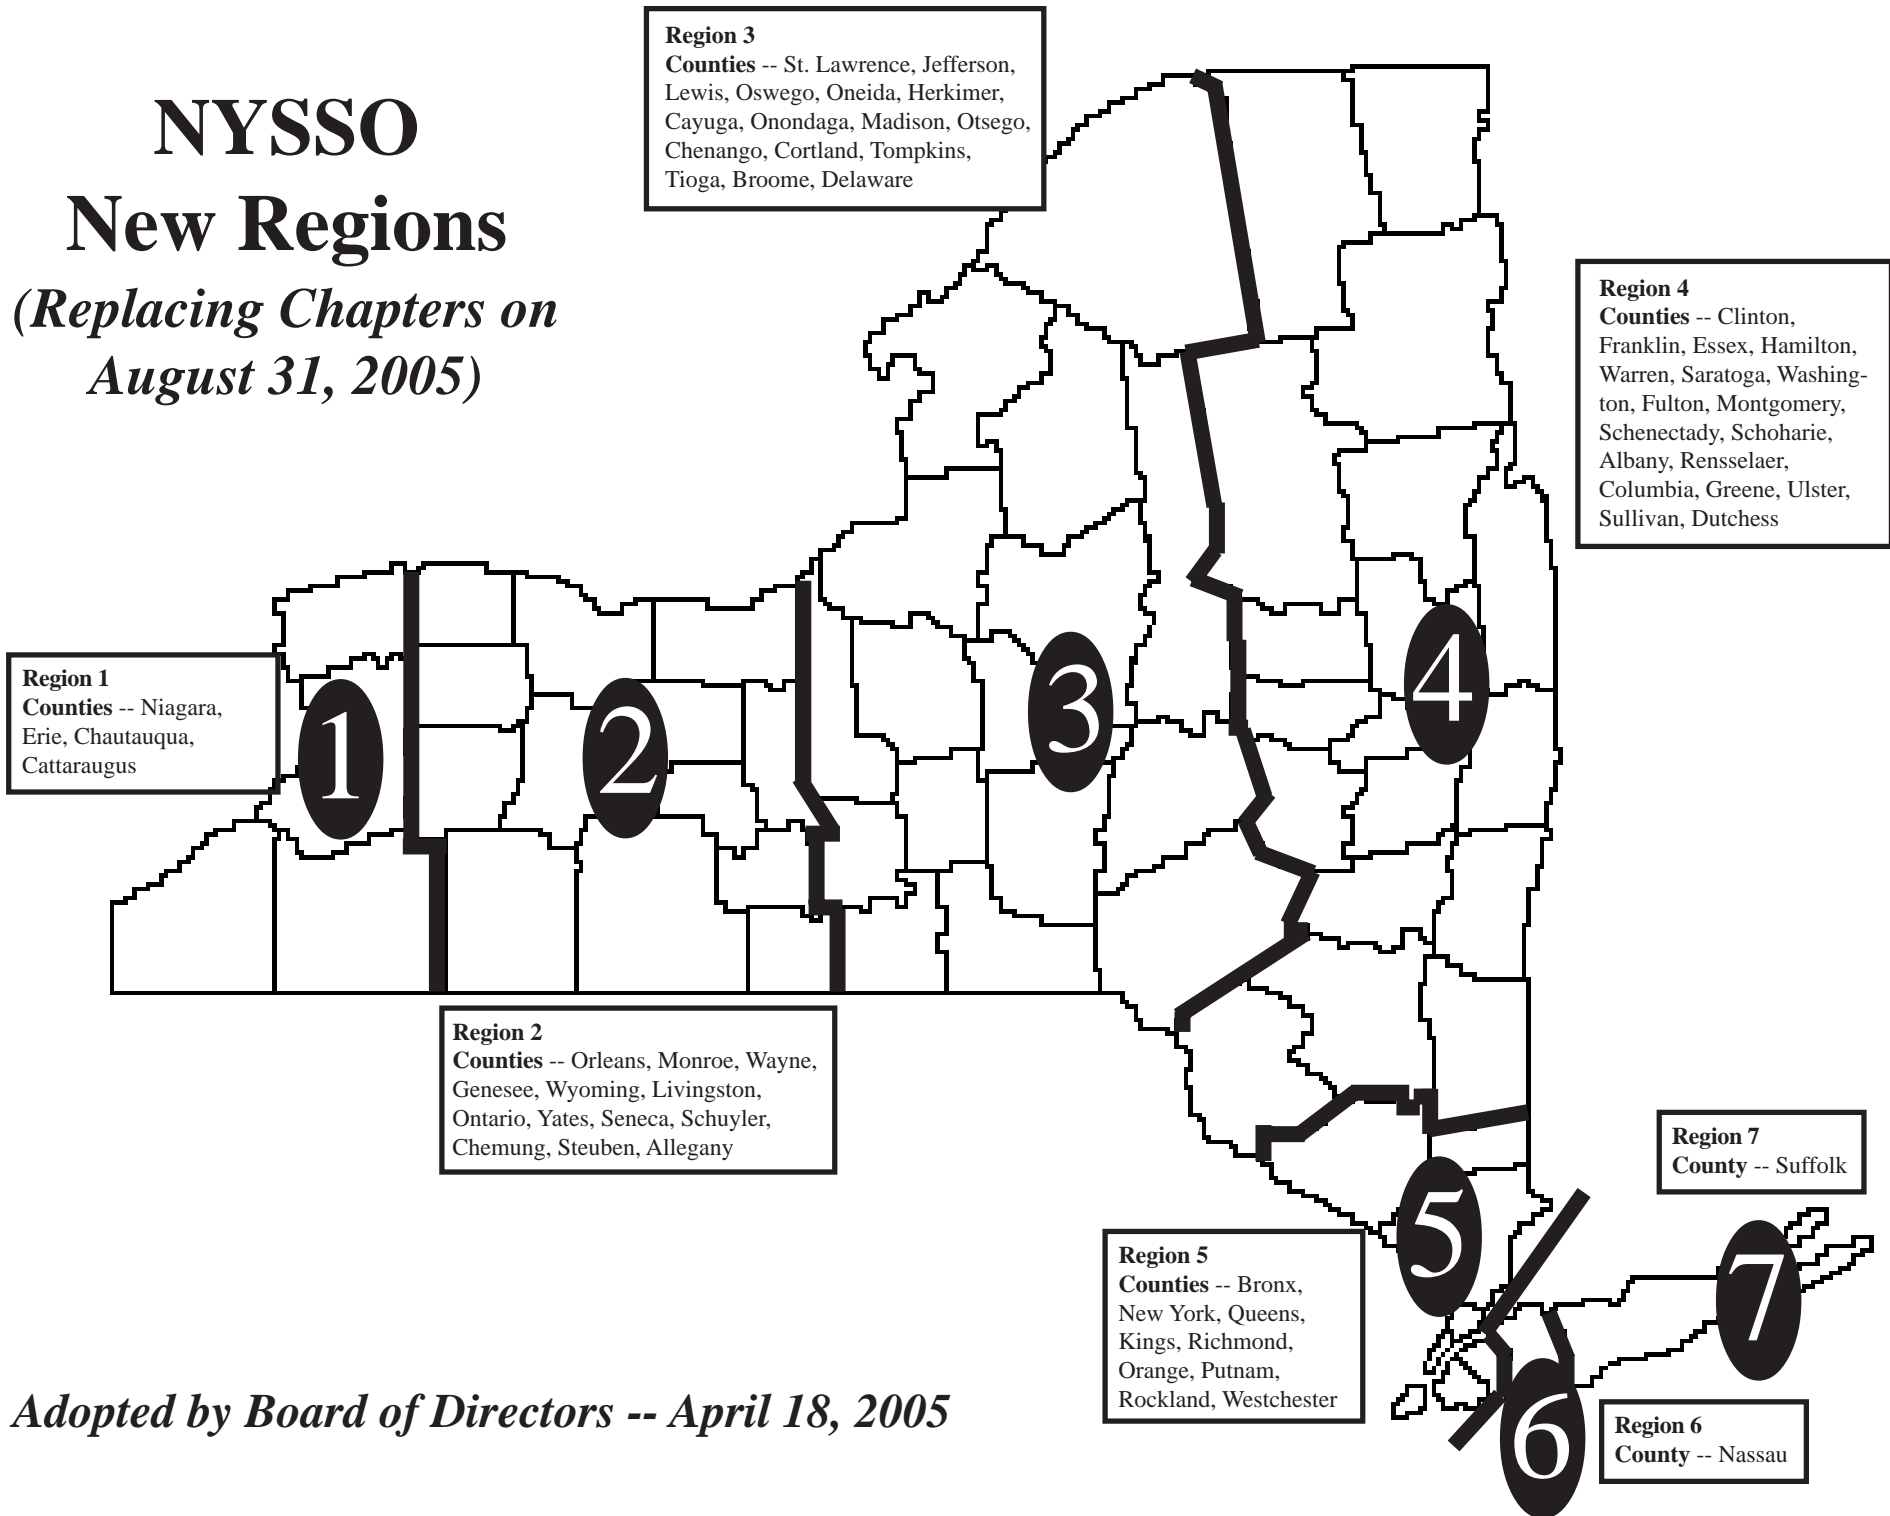 NYSSO
New Regions
(Replacing Chapters on
August 31, 2005)
Region 3
Counties -- St. Lawrence, Jefferson,
Lewis, Oswego, Oneida, Herkimer,
Cayuga, Onondaga, Madison, Otsego,
Chenango, Cortland, Tompkins,
Tioga, Broome, Delaware
Region 4
Counties -- Clinton,
Franklin, Essex, Hamilton,
Warren, Saratoga, Washing-
ton, Fulton, Montgomery,
Schenectady, Schoharie,
Albany, Rensselaer,
Columbia, Greene, Ulster,
Sullivan, Dutchess
Region 1
Counties -- Niagara,
Erie, Chautauqua,
Cattaraugus
1
2
3
4
Region 2
Counties -- Orleans, Monroe, Wayne,
Genesee, Wyoming, Livingston,
Ontario, Yates, Seneca, Schuyler,
Chemung, Steuben, Allegany
Region 7
County -- Suffolk
5
7
Region 5
Counties -- Bronx,
New York, Queens,
Kings, Richmond,
Orange, Putnam,
Rockland, Westchester
6
Region 6
County -- Nassau
Adopted by Board of Directors -- April 18, 2005